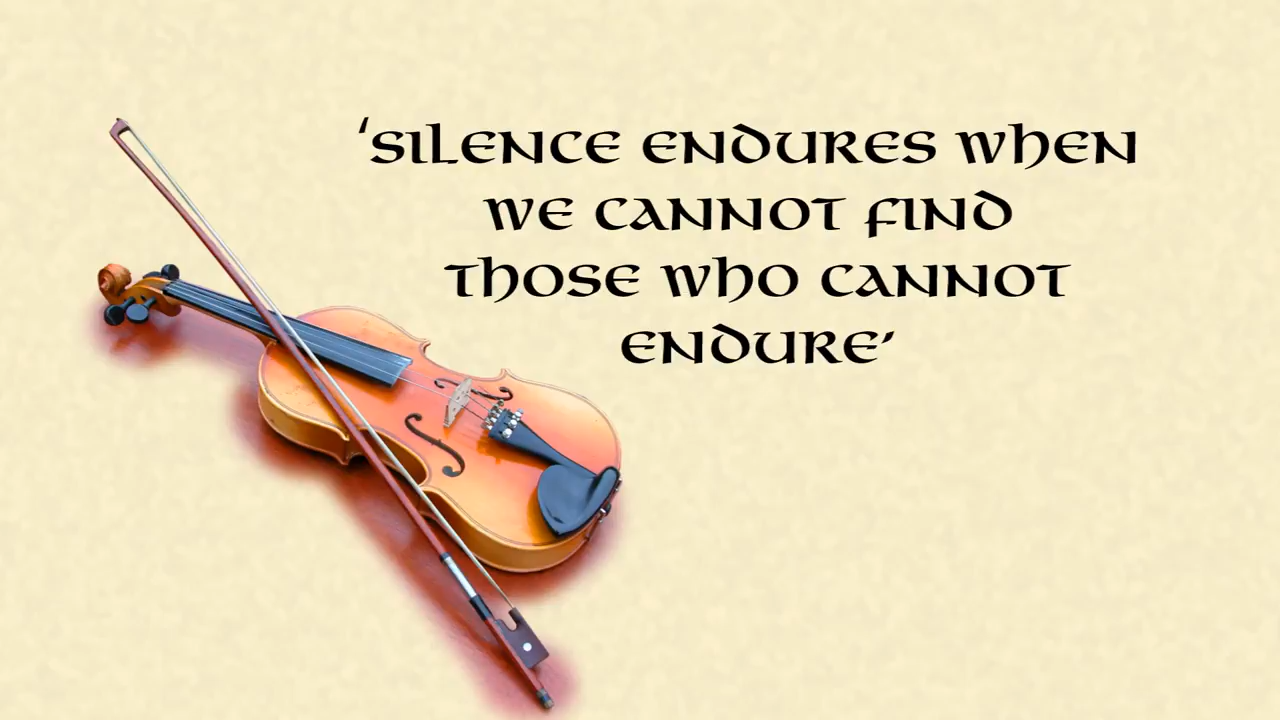 ‘SILENCE ENDURES WHEN
WE CANNOT FIND
THOSE WHO CANNOT
ENDURE’